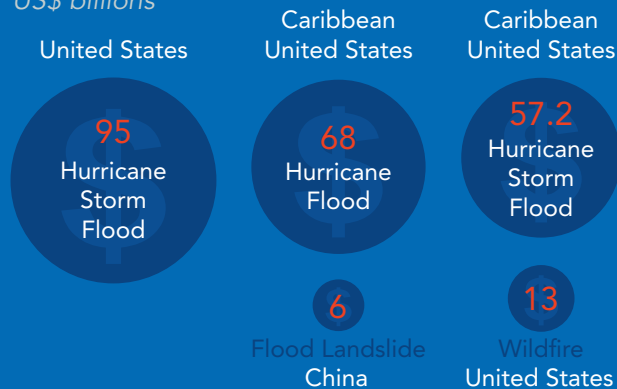 US$ billions
United States
95
Hurricane
Storm
Flood
Caribbean
United States
68
Hurricane
Flood
Caribbean
United States
57.2
Hurricane
Storm
Flood
6
Flood Landslide
China
13
Wildfire
United States